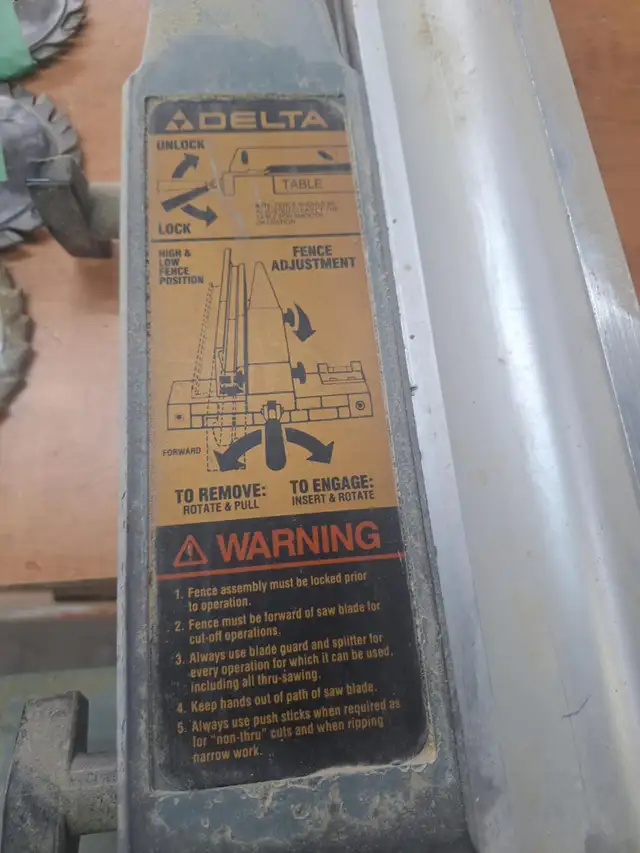 DELTA
UNLOCK
TABLE
LOCK
HIGH &
LOW
FENCE
POSITION
FENCE
ADJUSTMENT
FORWARD
TO REMOVE:
ROTATE & PULL
TO ENGAGE:
INSERT & ROTATE
WARNING
1. Fence assembly must be locked prior
to operation.
2. Fence must be forward of saw blade for
cut-off operations.
3. Always use blade guard and splitter for
every operation for which it can be used,
including all thru-sawing.
4. Keep hands out of path of saw blade.
5. Always use push sticks when required as
for "non-thru" cuts and when ripping
narrow work.